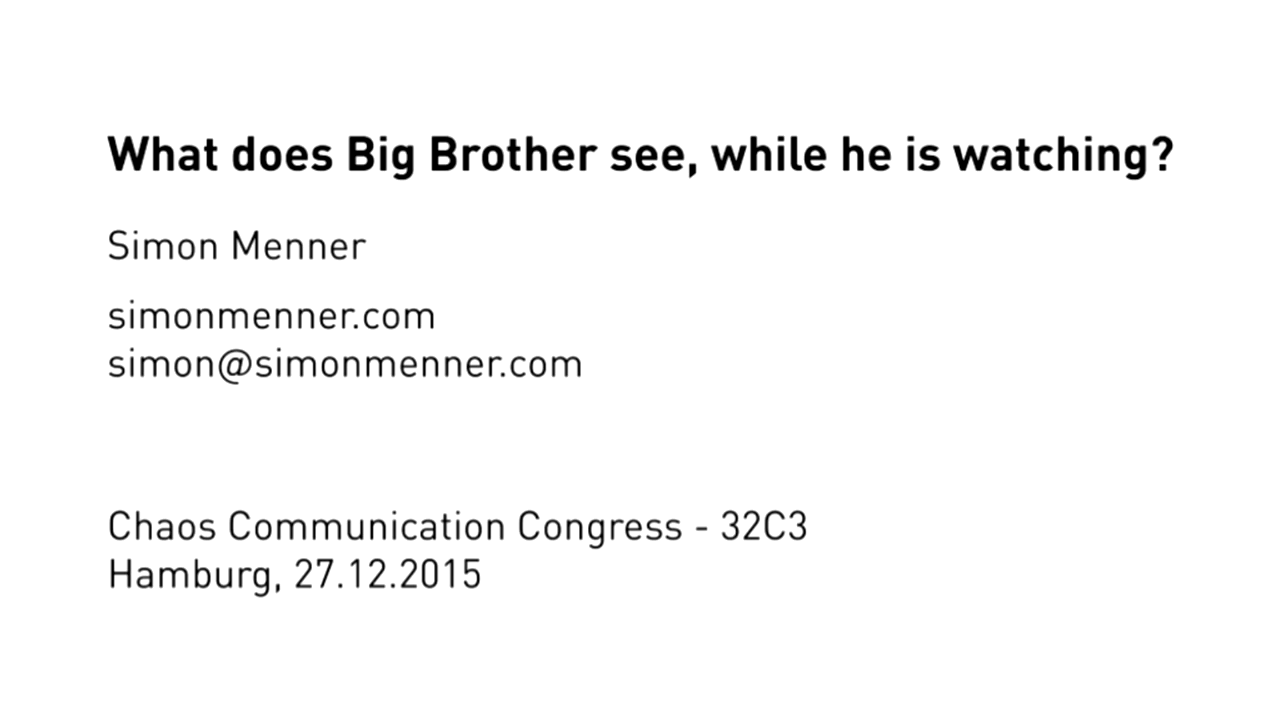 What does Big Brother see, while he is watching?
Simon Menner
simonmenner.com
simon@simonmenner.com
Chaos Communication Congress - 32C3
Hamburg, 27.12.2015